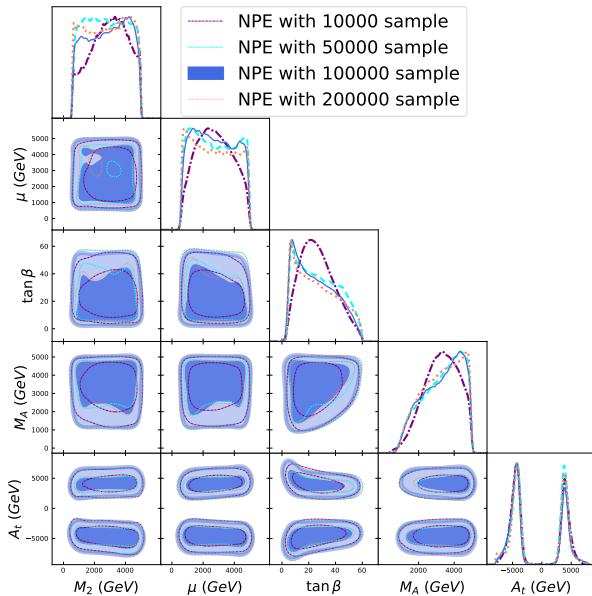 NPE with 10000 sample
NPE with 50000 sample
NPE with 100000 sample
NPE with 200000 sample
μ (GeV)
5000
4000
3000
2000
1000
0
tan β
60
40
20
0
M_A (GeV)
5000
4000
3000
2000
1000
0
A_t (GeV)
5000
0
−5000
0 2000 4000
0 2000 4000
0 20 40 60
0 2000 4000
−5000 0 5000
M_2 (GeV)
μ (GeV)
tan β
M_A (GeV)
A_t (GeV)